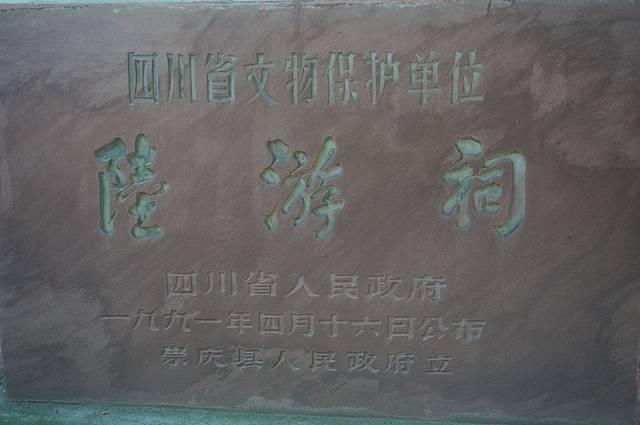 四川省文物保护单位
陸游祠
四川省人民政府
一九九一年四月十六日公布
崇庆县人民政府立